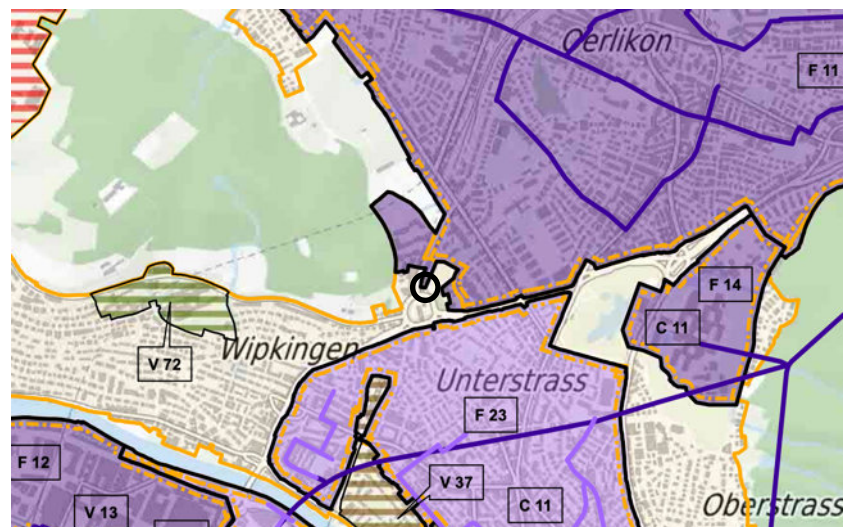 Oerlikon
F 11
F 14
C 11
V 72
Wipkingen
Unterstrass
F 23
F 12
V 37
V 13
C 11
Oberstrass